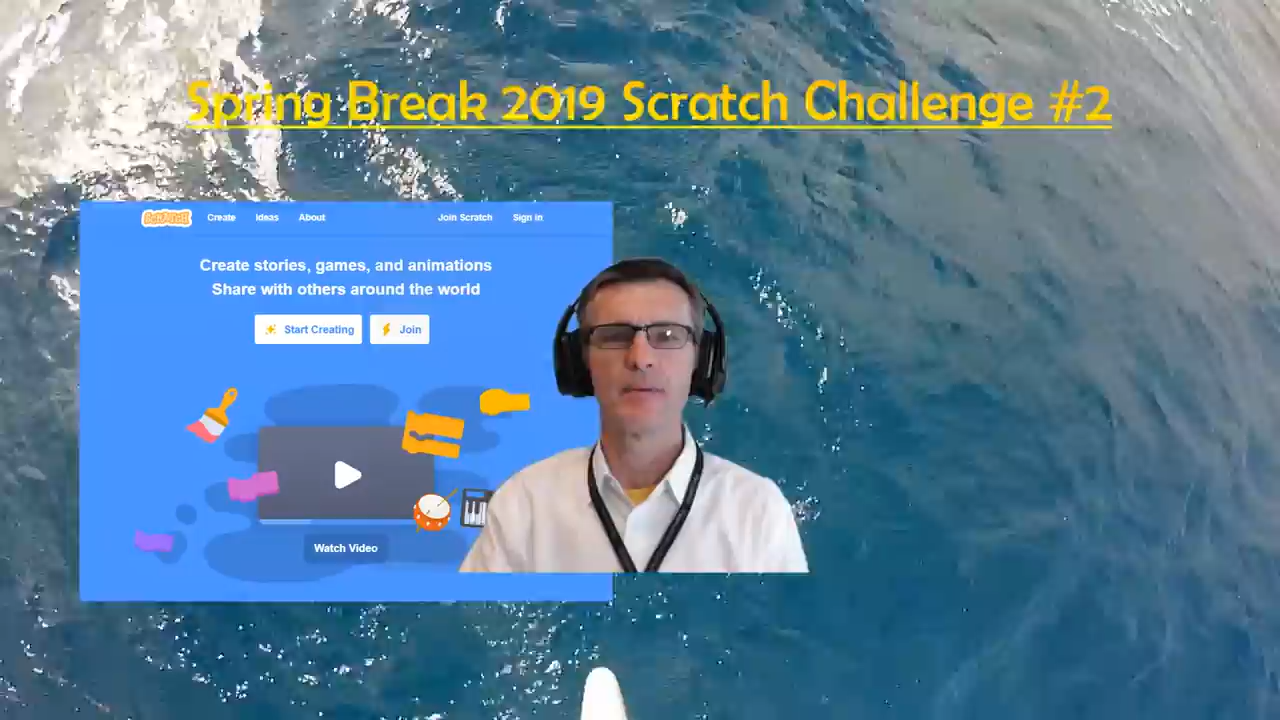 Spring Break 2019 Scratch Challenge #2
SCRATCH Create Ideas About Join Scratch Sign in
Create stories, games, and animations
Share with others around the world
Start Creating Join
Watch Video